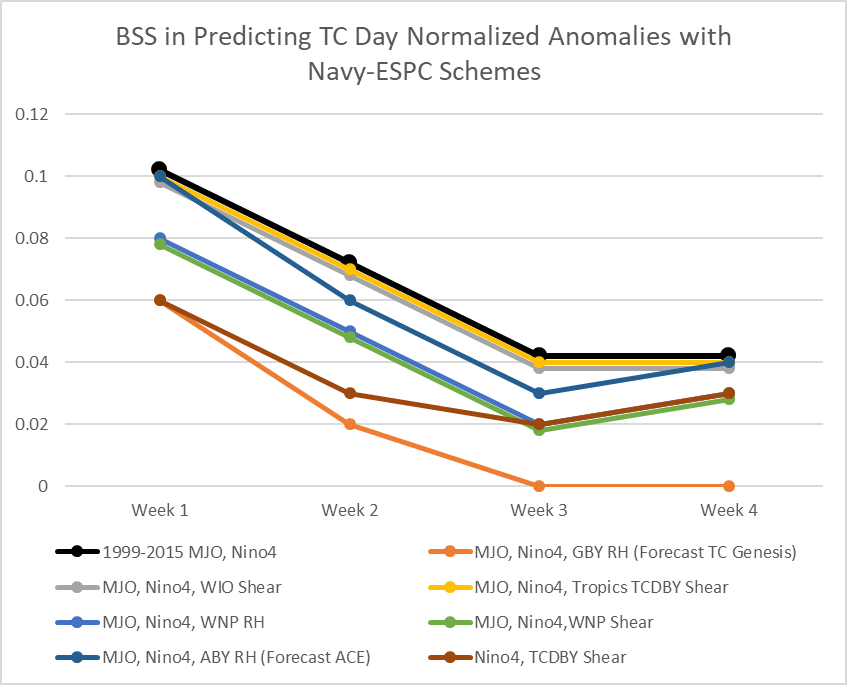 BSS in Predicting TC Day Normalized Anomalies with
Navy-ESPC Schemes
0.12
0.1
0.08
0.06
0.04
0.02
0
Week 1 Week 2 Week 3 Week 4
1999-2015 MJO, Nino4 MJO, Nino4, GBY RH (Forecast TC Genesis)
MJO, Nino4, WIO Shear MJO, Nino4, Tropics TCDBY Shear
MJO, Nino4, WNP RH MJO, Nino4,WNP Shear
MJO, Nino4, ABY RH (Forecast ACE) Nino4, TCDBY Shear